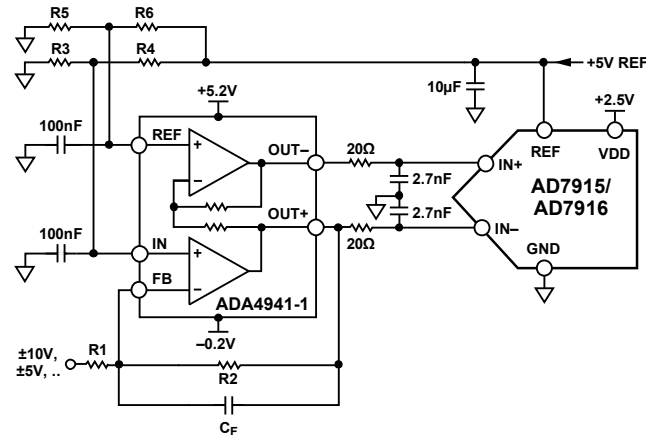 R5
R6
R3
R4
+5V REF
10µF
+5.2V
+2.5V
100nF
REF
OUT–
20Ω
REF
VDD
IN+
2.7nF
AD7915/
AD7916
OUT+
2.7nF
100nF
IN
20Ω
IN–
FB
GND
ADA4941-1
–0.2V
±10V,
±5V, ..
R1
R2
CF